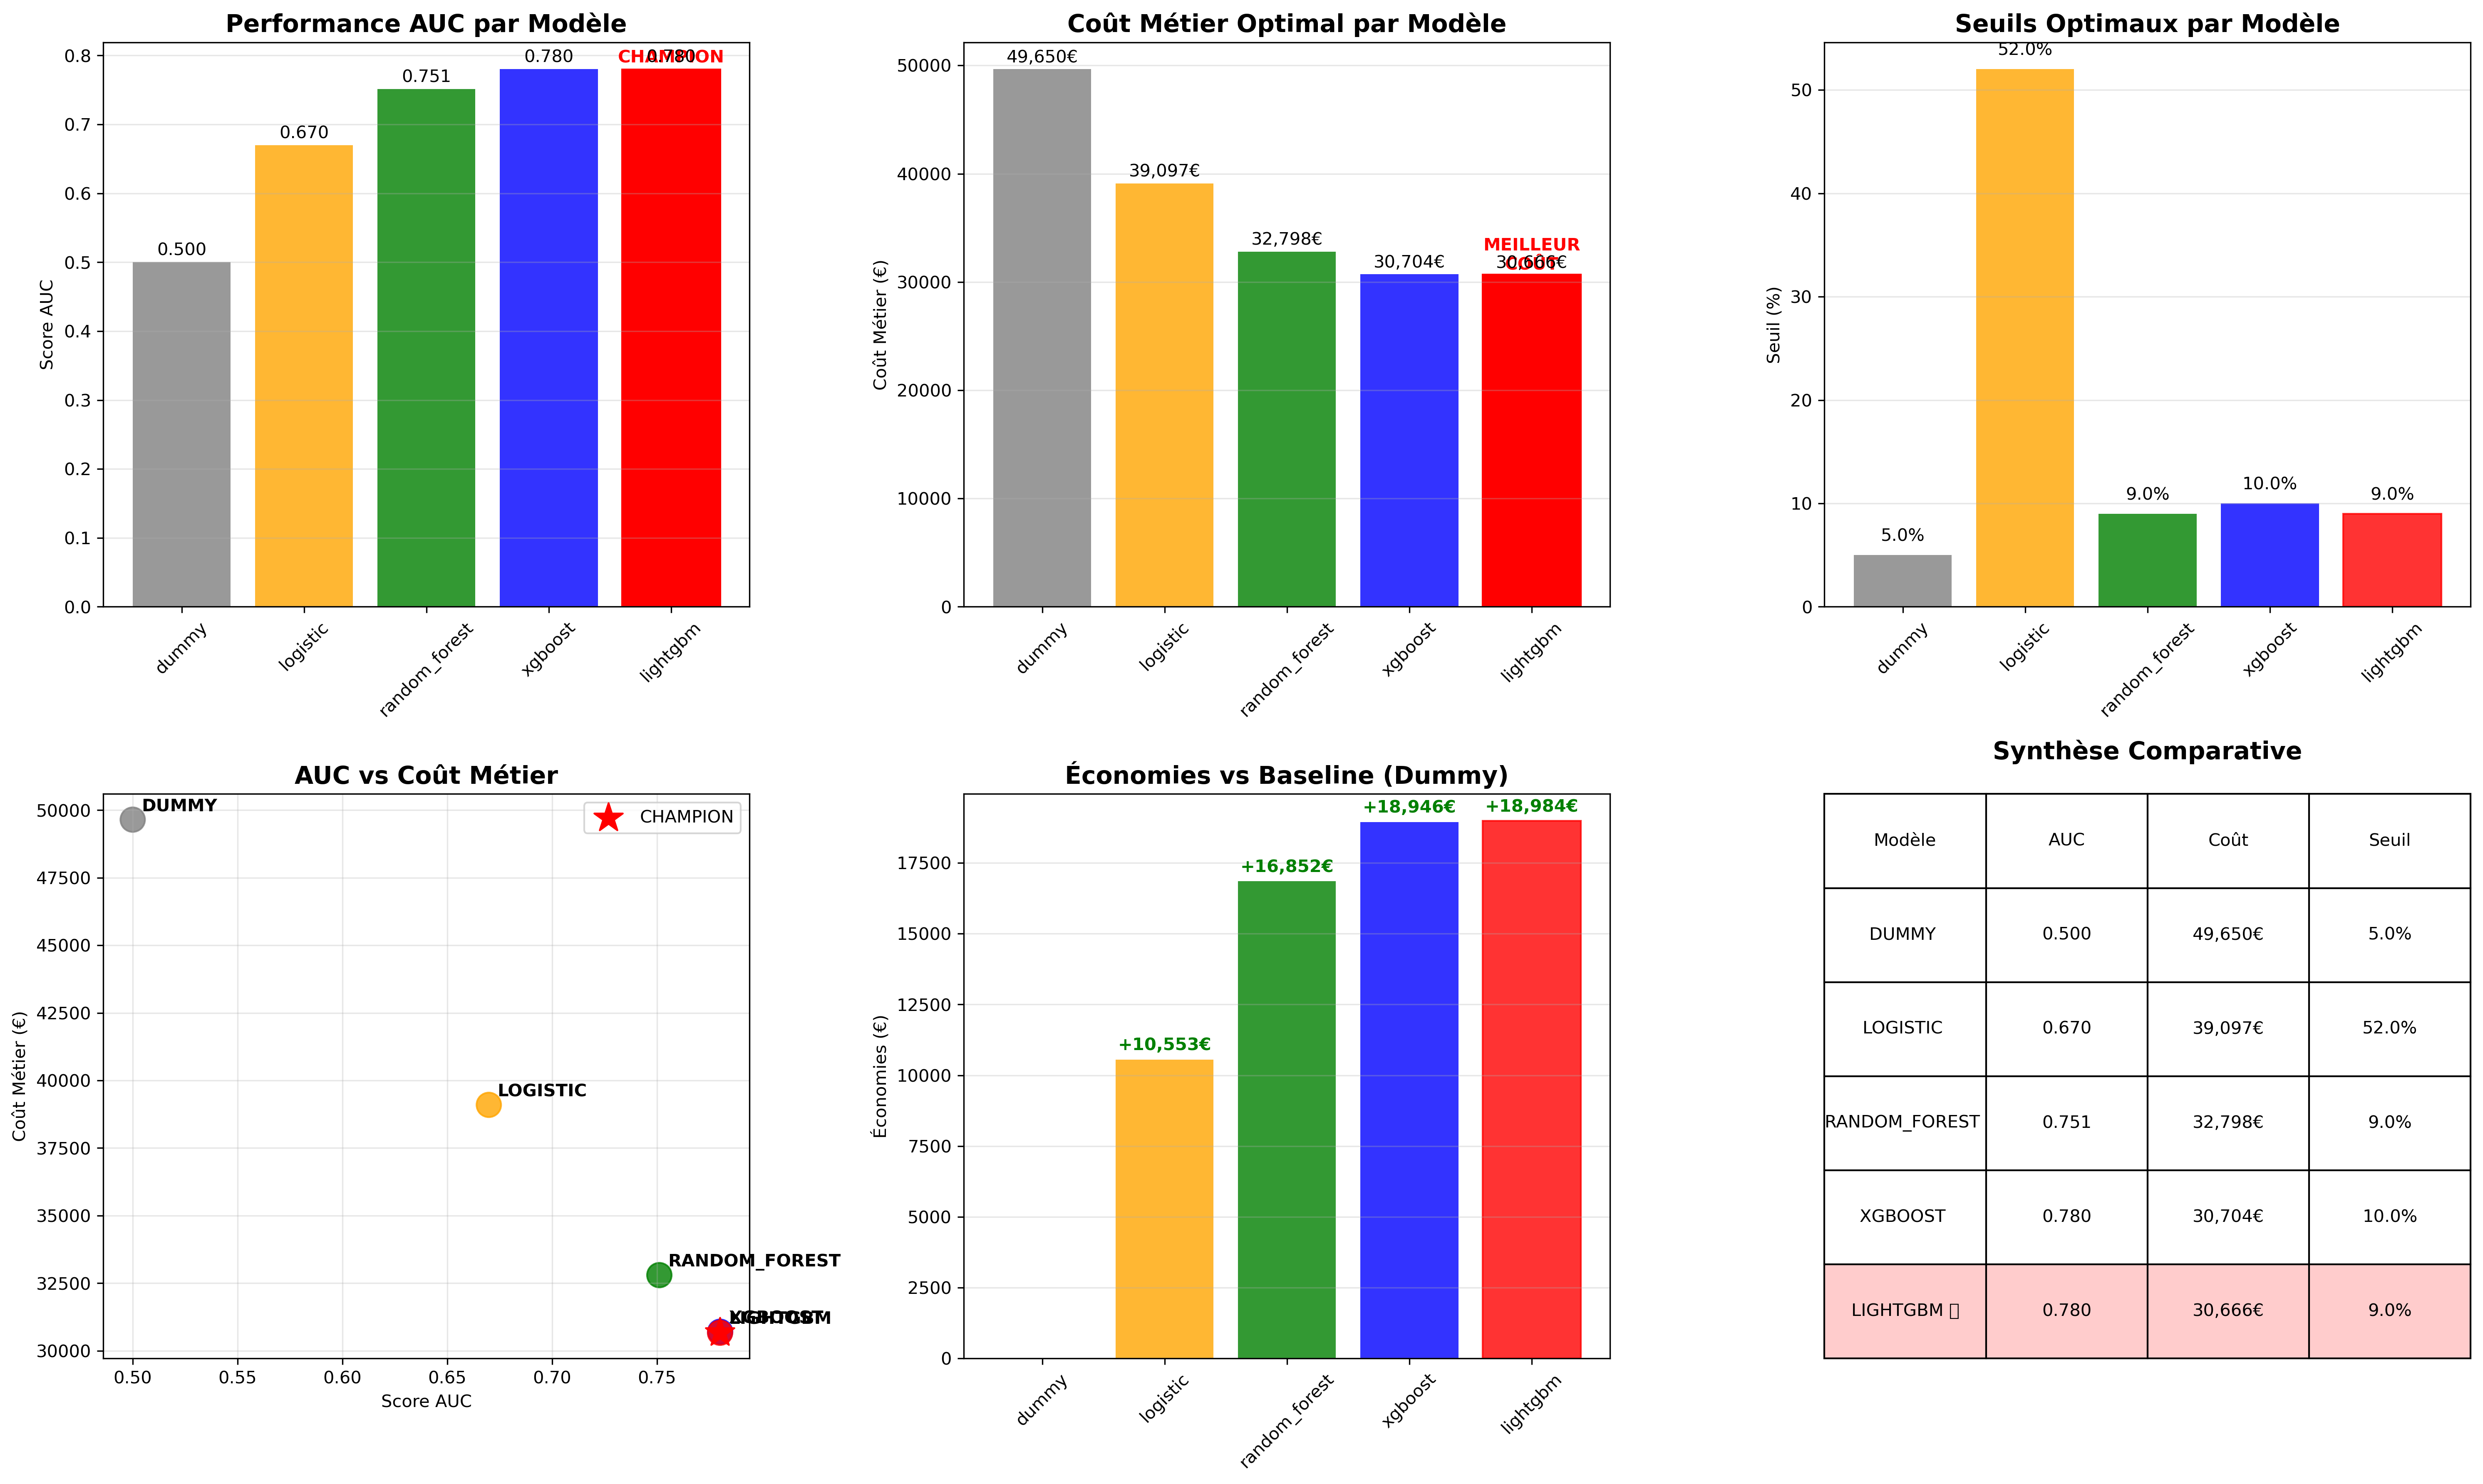 Performance AUC par Modèle
Score AUC
0.8
0.7
0.6
0.5
0.4
0.3
0.2
0.1
0.0
0.500
0.670
0.751
0.780
0.780
CHAMPION
dummy
logistic
random_forest
xgboost
lightgbm
Coût Métier Optimal par Modèle
Coût Métier (€)
50000
40000
30000
20000
10000
0
49,650€
39,097€
32,798€
30,704€
30,666€
MEILLEUR
COÛT
dummy
logistic
random_forest
xgboost
lightgbm
Seuils Optimaux par Modèle
Seuil (%)
50
40
30
20
10
0
5.0%
52.0%
9.0%
10.0%
9.0%
dummy
logistic
random_forest
xgboost
lightgbm
AUC vs Coût Métier
Coût Métier (€)
50000
47500
45000
42500
40000
37500
35000
32500
30000
DUMMY
LOGISTIC
RANDOM_FOREST
XGBOOST
LIGHTGBM
CHAMPION
0.50
0.55
0.60
0.65
0.70
0.75
Score AUC
Économies vs Baseline (Dummy)
Économies (€)
17500
15000
12500
10000
7500
5000
2500
0
+10,553€
+16,852€
+18,946€
+18,984€
dummy
logistic
random_forest
xgboost
lightgbm
Synthèse Comparative
Modèle AUC Coût Seuil
DUMMY 0.500 49,650€ 5.0%
LOGISTIC 0.670 39,097€ 52.0%
RANDOM_FOREST 0.751 32,798€ 9.0%
XGBOOST 0.780 30,704€ 10.0%
LIGHTGBM 0.780 30,666€ 9.0%